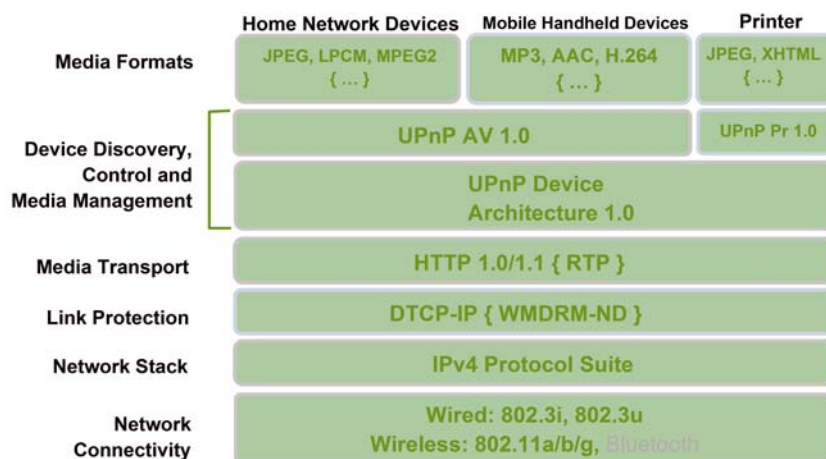 Home Network Devices
Mobile Handheld Devices
Printer
Media Formats
JPEG, LPCM, MPEG2
{ ... }
MP3, AAC, H.264
{ ... }
JPEG, XHTML
{ ... }
Device Discovery,
Control and
Media Management
UPnP AV 1.0
UPnP Pr 1.0
UPnP Device
Architecture 1.0
Media Transport
HTTP 1.0/1.1 { RTP }
Link Protection
DTCP-IP { WMDRM-ND }
Network Stack
IPv4 Protocol Suite
Network
Connectivity
Wired: 802.3i, 802.3u
Wireless: 802.11a/b/g, Bluetooth